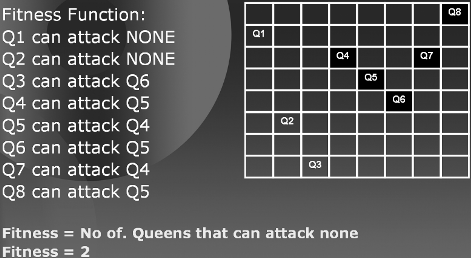 Fitness Function:
Q1 can attack NONE
Q2 can attack NONE
Q3 can attack Q6
Q4 can attack Q5
Q5 can attack Q4
Q6 can attack Q5
Q7 can attack Q4
Q8 can attack Q5
Fitness = No of. Queens that can attack none
Fitness = 2
Q8
Q1
Q4 Q7
Q5
Q6
Q2
Q3